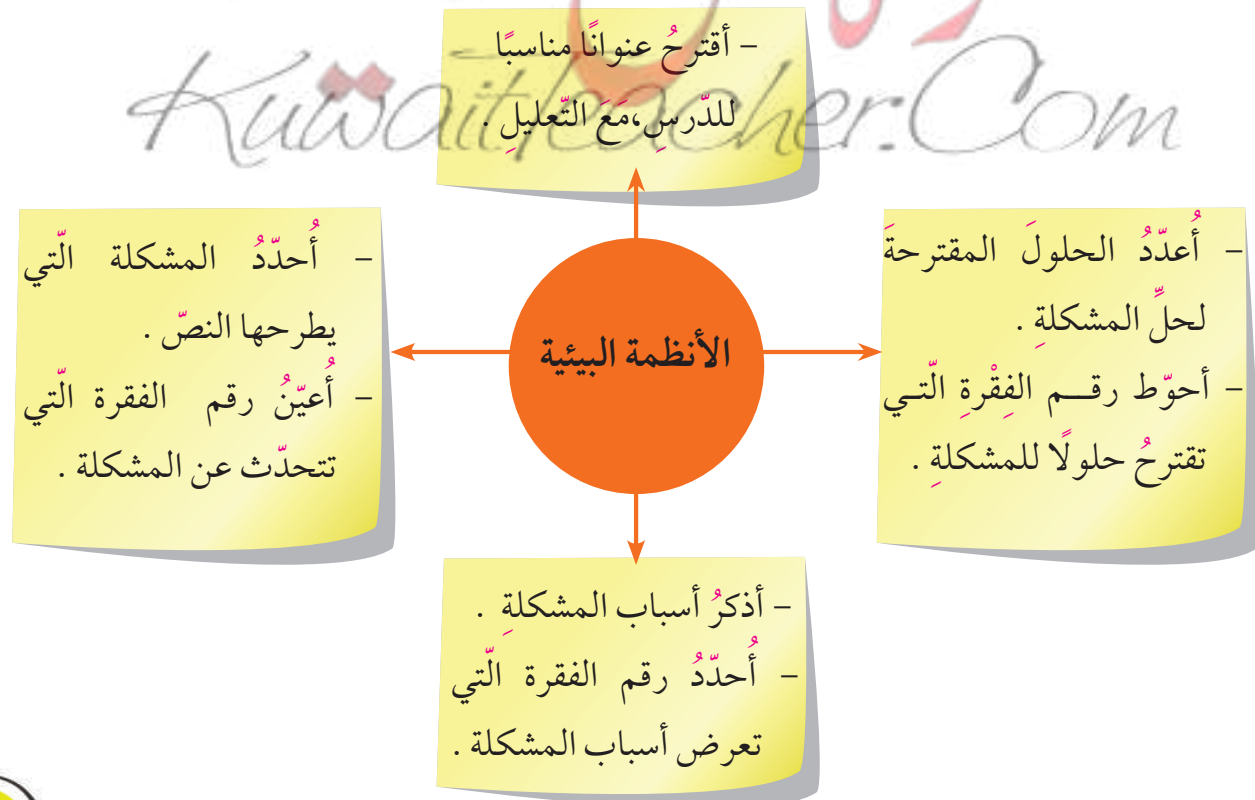 KuwaitTeacher.Com
– أقترحُ عنوانًا مناسبًا
للدّرسِ،مَعَ التّعليلِ .
– أُعدّدُ الحلولَ المقترحةَ
لحلِّ المشكلةِ .
– أحوّط رقـم الفِقْرةِ الّتـي
تقترحُ حلولًا للمشكلةِ .
الأنظمة البيئية
– أُحدّدُ المشكلة الّتي
يطرحها النصّ .
– أُعيّنُ رقم الفقرة الّتي
تتحدّث عن المشكلة .
– أذكرُ أسباب المشكلةِ .
– أُحدّدُ رقم الفقرة الّتي
تعرض أسباب المشكلة .